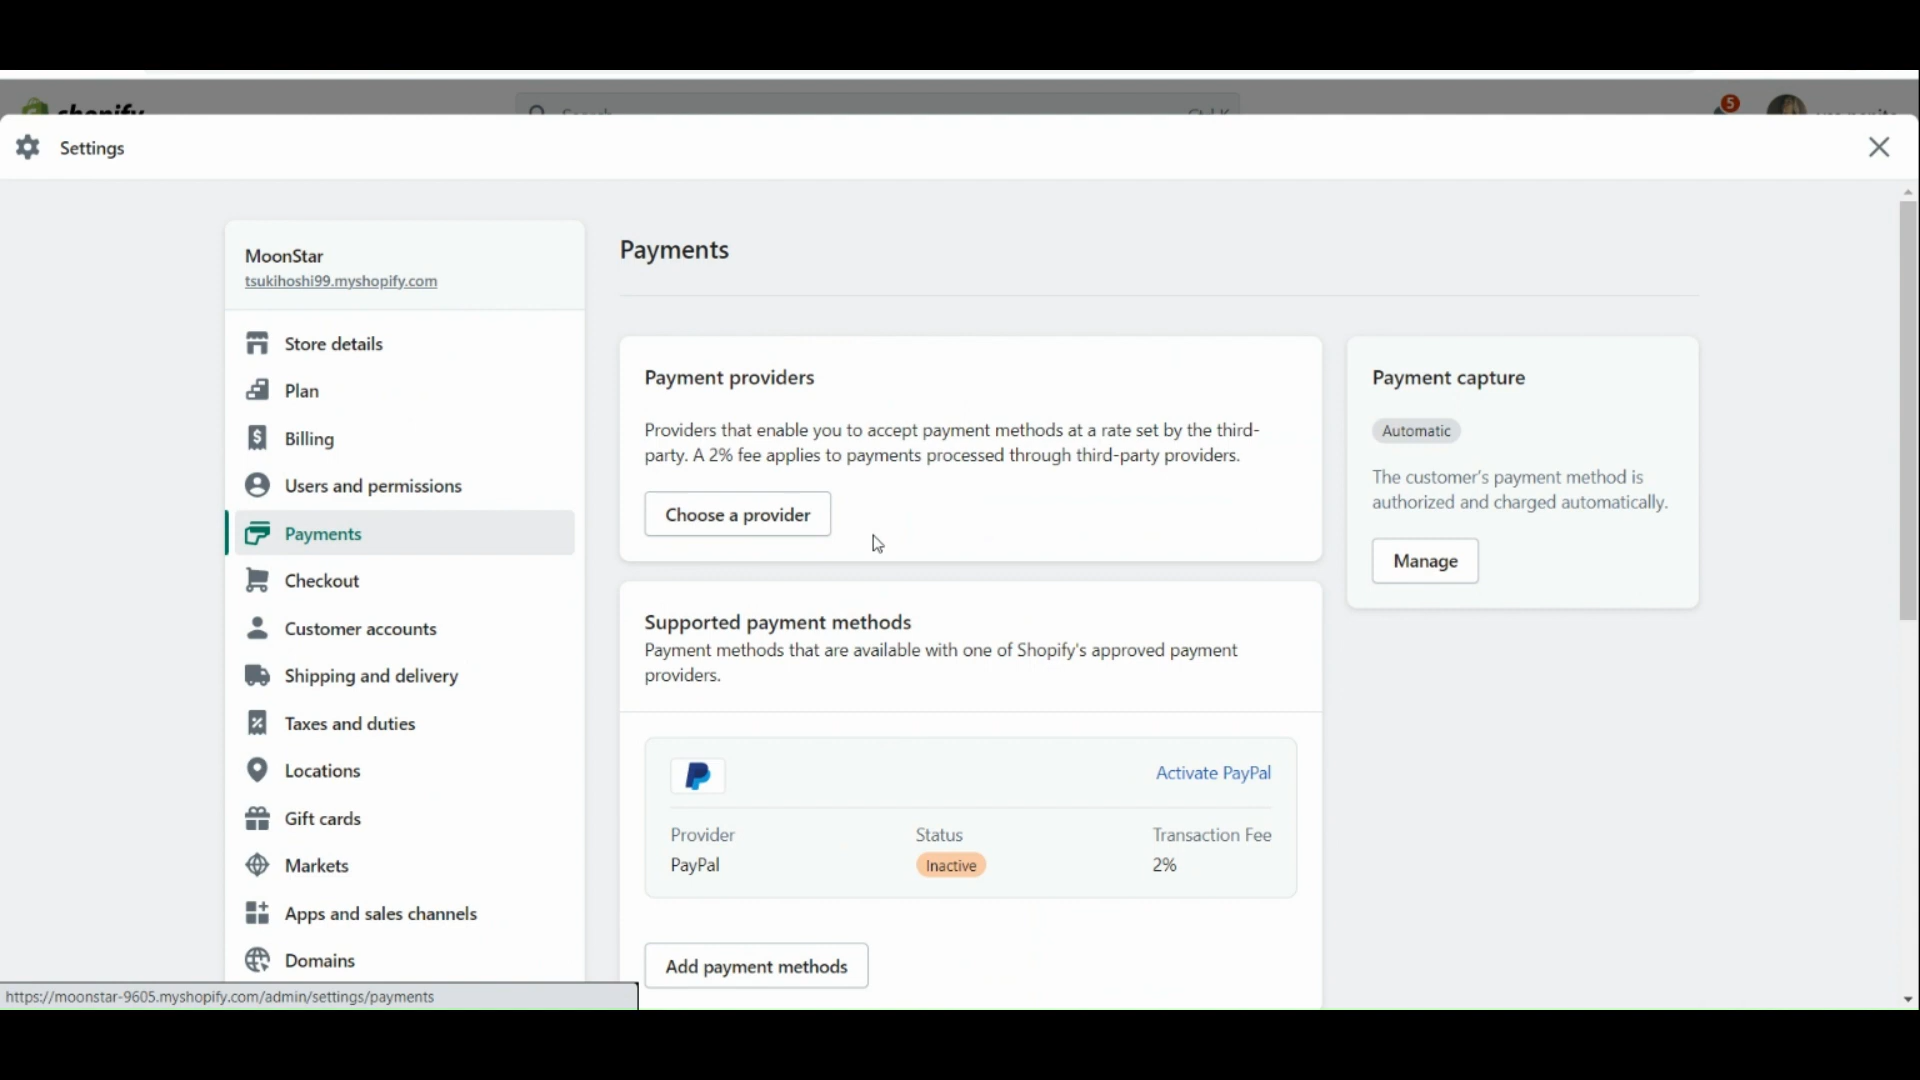 shopify
Search
Ctrl K
5
Settings
MoonStar
tsukihoshi99.myshopify.com
Store details
Plan
Billing
Users and permissions
Payments
Checkout
Customer accounts
Shipping and delivery
Taxes and duties
Locations
Gift cards
Markets
Apps and sales channels
Domains
Payments
Payment providers
Providers that enable you to accept payment methods at a rate set by the third-
party. A 2% fee applies to payments processed through third-party providers.
Choose a provider
Supported payment methods
Payment methods that are available with one of Shopify's approved payment
providers.
Activate PayPal
Provider
Status
Transaction Fee
PayPal
Inactive
2%
Add payment methods
Payment capture
Automatic
The customer's payment method is
authorized and charged automatically.
Manage
https://moonstar-9605.myshopify.com/admin/settings/payments